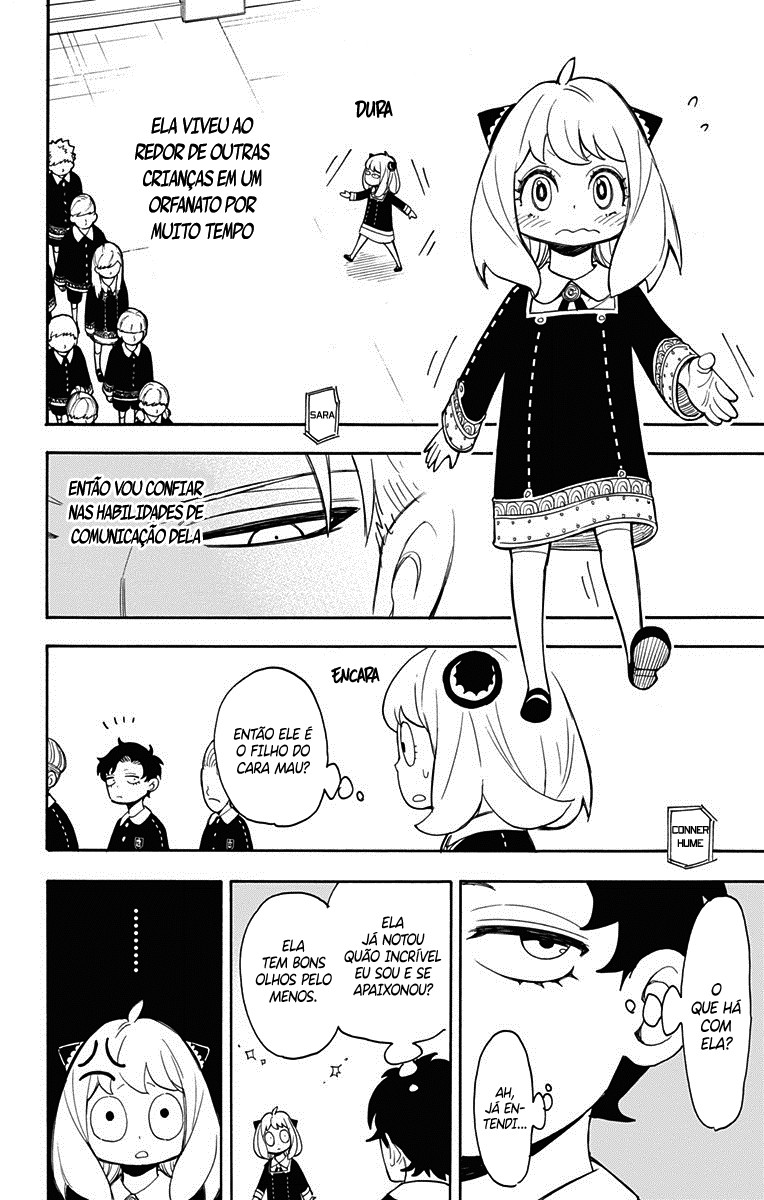 ELA VIVEU AO
REDOR DE OUTRAS
CRIANÇAS EM UM
ORFANATO POR
MUITO TEMPO
DURA
SARA
ENTÃO VOU CONFIAR
NAS HABILIDADES DE
COMUNICAÇÃO DELA
ENCARA
ENTÃO ELE É
O FILHO DO
CARA MAU?
CONNER
HUME
O
QUE HÁ
COM
ELA?
AH,
JÁ EN-
TENDI...
ELA
JÁ NOTOU
QUÃO INCRÍVEL
EU SOU E SE
APAIXONOU?
ELA
TEM BONS
OLHOS PELO
MENOS.
.........